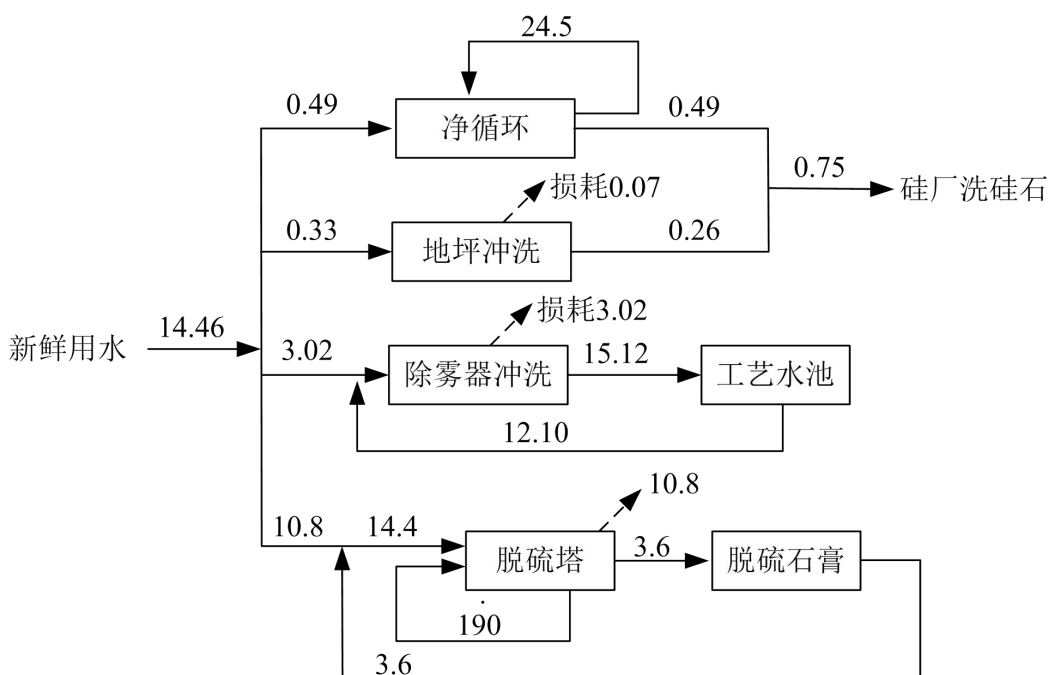 24.5
0.49
净循环
0.49
0.75
硅厂洗硅石
损耗0.07
0.33
地坪冲洗
0.26
新鲜用水
14.46
损耗3.02
3.02
除雾器冲洗
15.12
工艺水池
12.10
10.8
10.8
14.4
脱硫塔
3.6
脱硫石膏
190
3.6